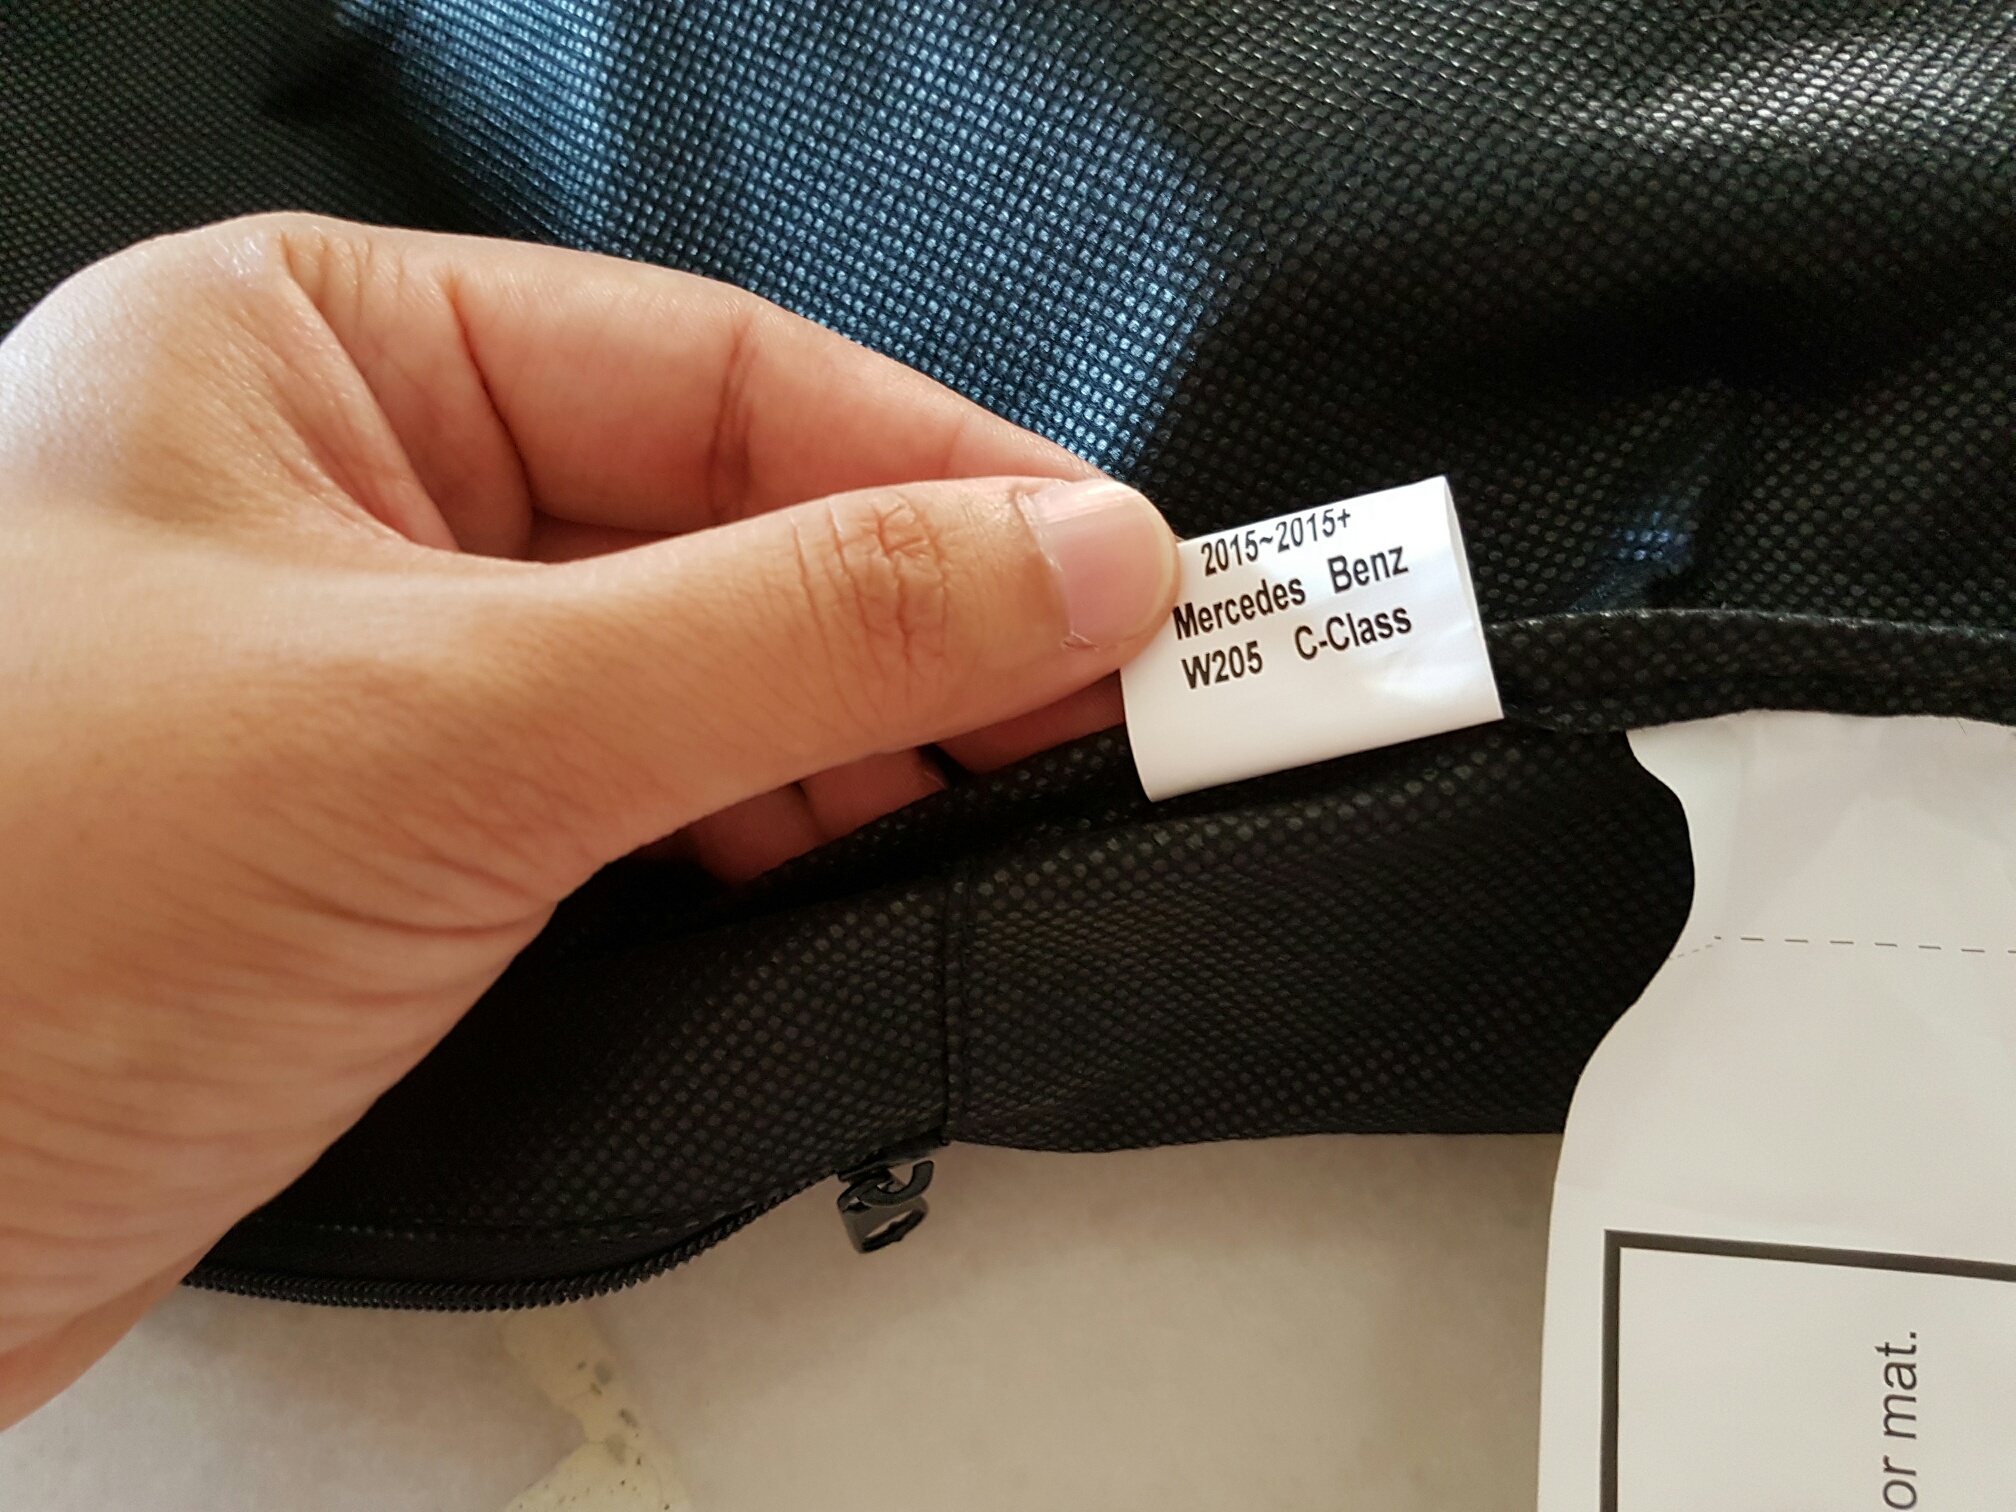 2015~2015+
Mercedes Benz
W205 C-Class
or mat.